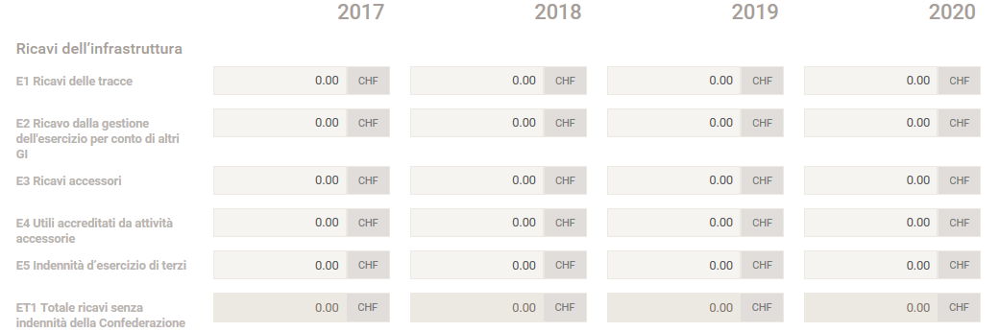 2017 2018 2019 2020
Ricavi dell’infrastruttura
E1 Ricavi delle tracce 0.00 CHF 0.00 CHF 0.00 CHF 0.00 CHF
E2 Ricavo dalla gestione 0.00 CHF 0.00 CHF 0.00 CHF 0.00 CHF
dell'esercizio per conto di altri
GI
E3 Ricavi accessori 0.00 CHF 0.00 CHF 0.00 CHF 0.00 CHF
E4 Utili accreditati da attività 0.00 CHF 0.00 CHF 0.00 CHF 0.00 CHF
accessorie
E5 Indennità d’esercizio di terzi 0.00 CHF 0.00 CHF 0.00 CHF 0.00 CHF
ET1 Totale ricavi senza 0.00 CHF 0.00 CHF 0.00 CHF 0.00 CHF
indennità della Confederazione